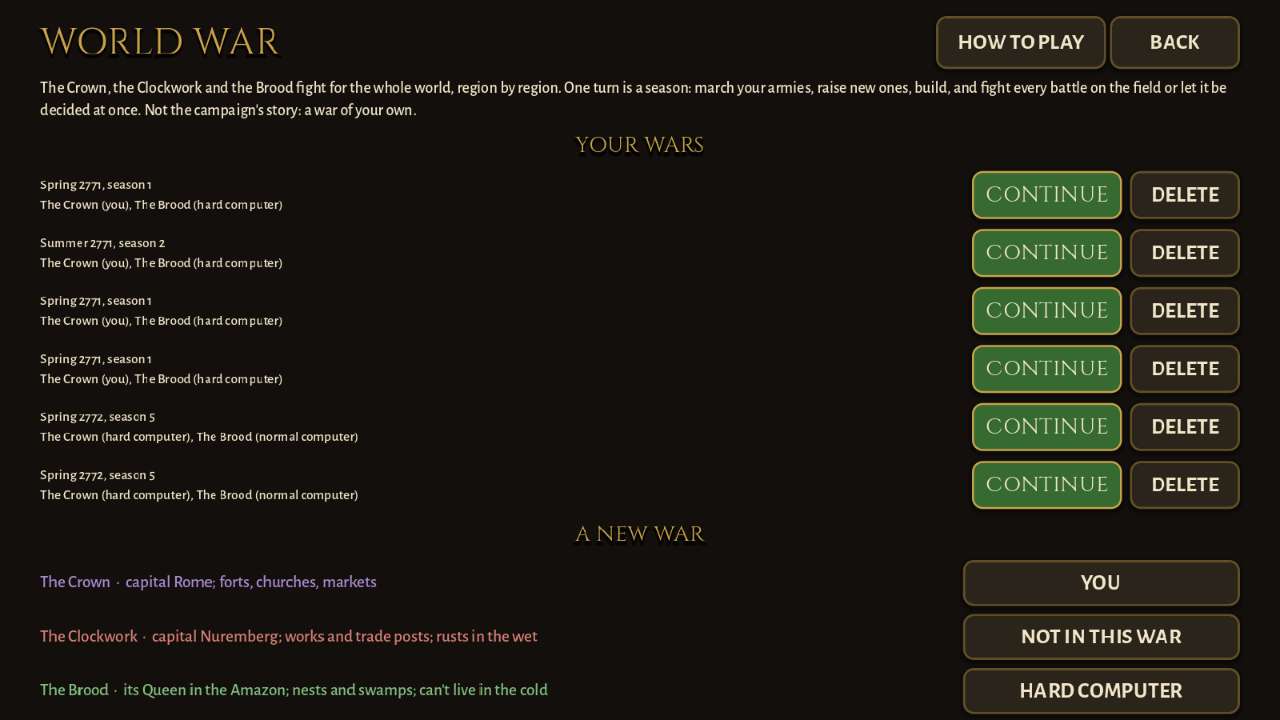 WORLD WAR
HOW TO PLAY
BACK
The Crown, the Clockwork and the Brood fight for the whole world, region by region. One turn is a season: march your armies, raise new ones, build, and fight every battle on the field or let it be
decided at once. Not the campaign's story: a war of your own.
YOUR WARS
Spring 2771, season 1
The Crown (you), The Brood (hard computer)
CONTINUE
DELETE
Summer 2771, season 2
The Crown (you), The Brood (hard computer)
CONTINUE
DELETE
Spring 2771, season 1
The Crown (you), The Brood (hard computer)
CONTINUE
DELETE
Spring 2771, season 1
The Crown (you), The Brood (hard computer)
CONTINUE
DELETE
Spring 2772, season 5
The Crown (hard computer), The Brood (normal computer)
CONTINUE
DELETE
Spring 2772, season 5
The Crown (hard computer), The Brood (normal computer)
CONTINUE
DELETE
A NEW WAR
The Crown · capital Rome; forts, churches, markets
YOU
The Clockwork · capital Nuremberg; works and trade posts; rusts in the wet
NOT IN THIS WAR
The Brood · its Queen in the Amazon; nests and swamps; can't live in the cold
HARD COMPUTER